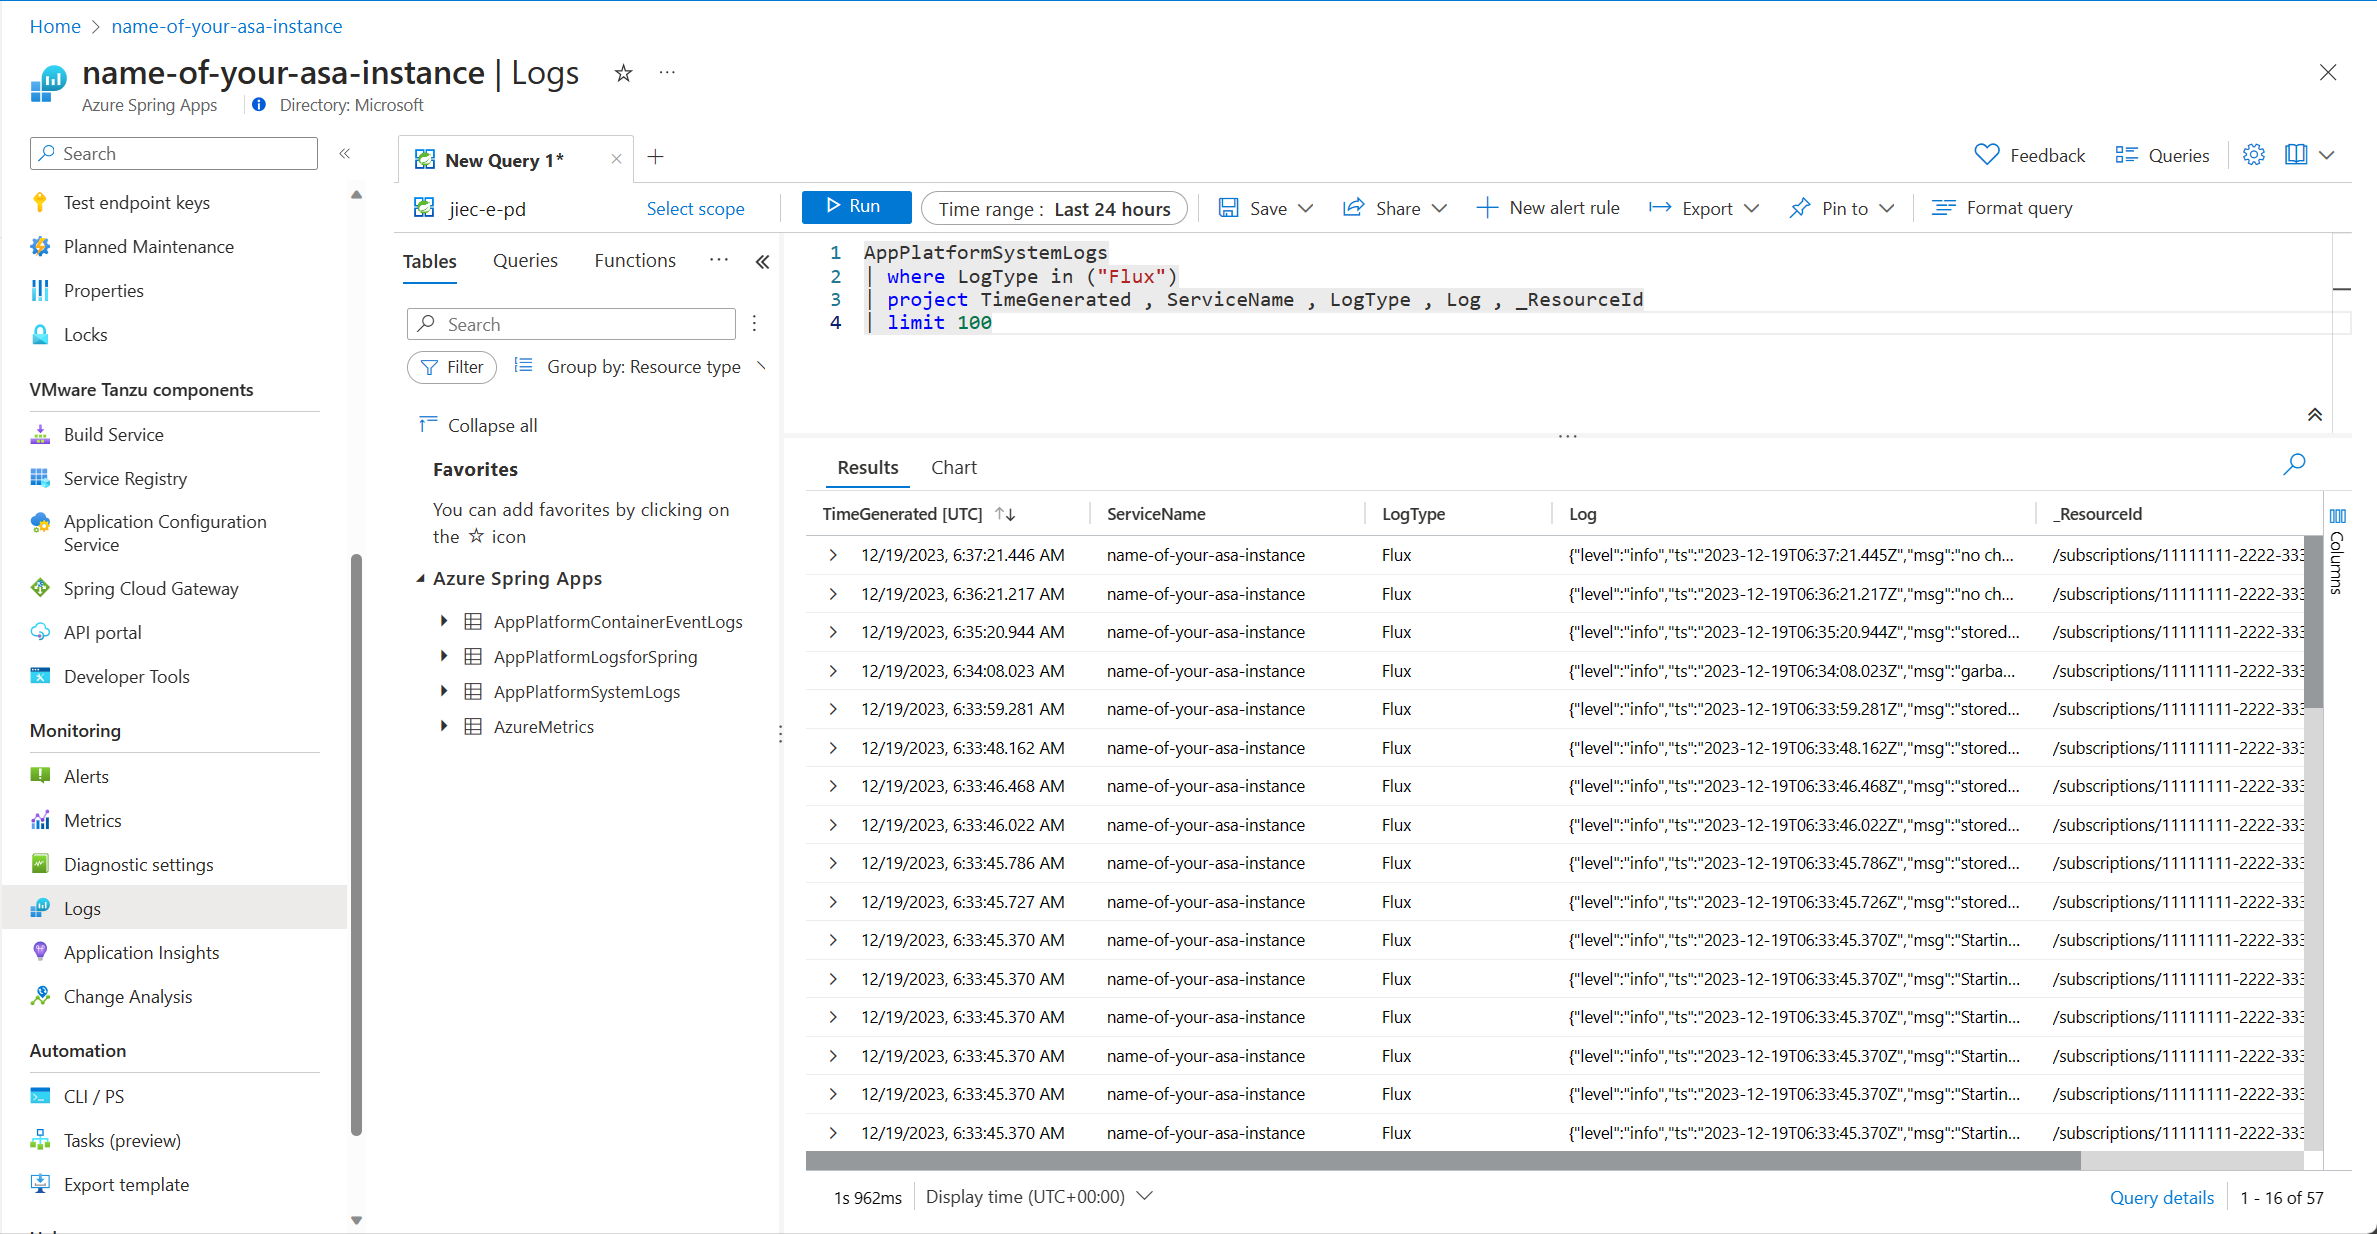 Home > name-of-your-asa-instance
name-of-your-asa-instance | Logs
Azure Spring Apps
Directory: Microsoft
Search
Test endpoint keys
Planned Maintenance
Properties
Locks
VMware Tanzu components
Build Service
Service Registry
Application Configuration
Service
Spring Cloud Gateway
API portal
Developer Tools
Monitoring
Alerts
Metrics
Diagnostic settings
Logs
Application Insights
Change Analysis
Automation
CLI / PS
Tasks (preview)
Export template
New Query 1*
Feedback
Queries
jiec-e-pd
Select scope
Run
Time range : Last 24 hours
Save
Share
New alert rule
Export
Pin to
Format query
Tables
Queries
Functions
Search
Filter
Group by: Resource type
Collapse all
Favorites
You can add favorites by clicking on
the ☆ icon
Azure Spring Apps
AppPlatformContainerEventLogs
AppPlatformLogsforSpring
AppPlatformSystemLogs
AzureMetrics
1 AppPlatformSystemLogs
2 | where LogType in ("Flux")
3 | project TimeGenerated , ServiceName , LogType , Log , _ResourceId
4 | limit 100
Results
Chart
TimeGenerated [UTC] ServiceName LogType Log _ResourceId
12/19/2023, 6:37:21.446 AM name-of-your-asa-instance Flux {"level":"info","ts":"2023-12-19T06:37:21.445Z","msg":"no ch... /subscriptions/11111111-2222-333
12/19/2023, 6:36:21.217 AM name-of-your-asa-instance Flux {"level":"info","ts":"2023-12-19T06:36:21.217Z","msg":"no ch... /subscriptions/11111111-2222-333
12/19/2023, 6:35:20.944 AM name-of-your-asa-instance Flux {"level":"info","ts":"2023-12-19T06:35:20.944Z","msg":"stored... /subscriptions/11111111-2222-333
12/19/2023, 6:34:08.023 AM name-of-your-asa-instance Flux {"level":"info","ts":"2023-12-19T06:34:08.023Z","msg":"garba... /subscriptions/11111111-2222-333
12/19/2023, 6:33:59.281 AM name-of-your-asa-instance Flux {"level":"info","ts":"2023-12-19T06:33:59.281Z","msg":"stored... /subscriptions/11111111-2222-333
12/19/2023, 6:33:48.162 AM name-of-your-asa-instance Flux {"level":"info","ts":"2023-12-19T06:33:48.162Z","msg":"stored... /subscriptions/11111111-2222-333
12/19/2023, 6:33:46.468 AM name-of-your-asa-instance Flux {"level":"info","ts":"2023-12-19T06:33:46.468Z","msg":"stored... /subscriptions/11111111-2222-333
12/19/2023, 6:33:46.022 AM name-of-your-asa-instance Flux {"level":"info","ts":"2023-12-19T06:33:46.022Z","msg":"stored... /subscriptions/11111111-2222-333
12/19/2023, 6:33:45.786 AM name-of-your-asa-instance Flux {"level":"info","ts":"2023-12-19T06:33:45.786Z","msg":"stored... /subscriptions/11111111-2222-333
12/19/2023, 6:33:45.727 AM name-of-your-asa-instance Flux {"level":"info","ts":"2023-12-19T06:33:45.726Z","msg":"stored... /subscriptions/11111111-2222-333
12/19/2023, 6:33:45.370 AM name-of-your-asa-instance Flux {"level":"info","ts":"2023-12-19T06:33:45.370Z","msg":"Startin... /subscriptions/11111111-2222-333
12/19/2023, 6:33:45.370 AM name-of-your-asa-instance Flux {"level":"info","ts":"2023-12-19T06:33:45.370Z","msg":"Startin... /subscriptions/11111111-2222-333
12/19/2023, 6:33:45.370 AM name-of-your-asa-instance Flux {"level":"info","ts":"2023-12-19T06:33:45.370Z","msg":"Startin... /subscriptions/11111111-2222-333
12/19/2023, 6:33:45.370 AM name-of-your-asa-instance Flux {"level":"info","ts":"2023-12-19T06:33:45.370Z","msg":"Startin... /subscriptions/11111111-2222-333
12/19/2023, 6:33:45.370 AM name-of-your-asa-instance Flux {"level":"info","ts":"2023-12-19T06:33:45.370Z","msg":"Startin... /subscriptions/11111111-2222-333
12/19/2023, 6:33:45.370 AM name-of-your-asa-instance Flux {"level":"info","ts":"2023-12-19T06:33:45.370Z","msg":"Startin... /subscriptions/11111111-2222-333
Columns
1s 962ms
Display time (UTC+00:00)
Query details
1 - 16 of 57